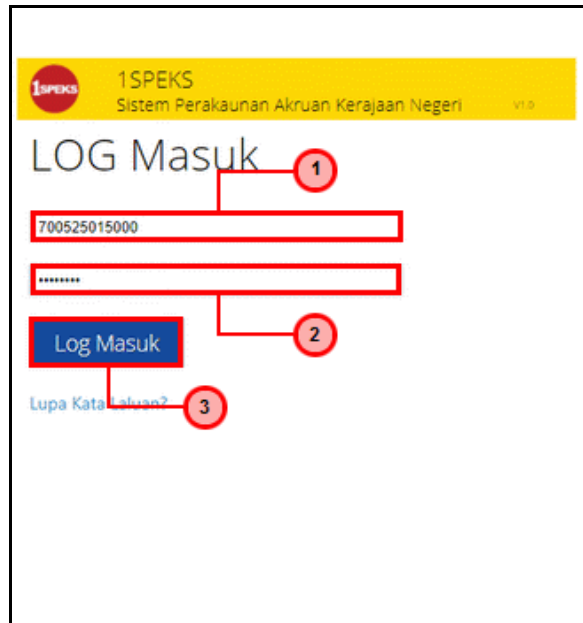 1SPEKS
1SPEKS
Sistem Perakaunan Akruan Kerajaan Negeri
V1.0
LOG Masuk
1
700525015000
••••••••
2
Log Masuk
Lupa Kata Laluan?
3